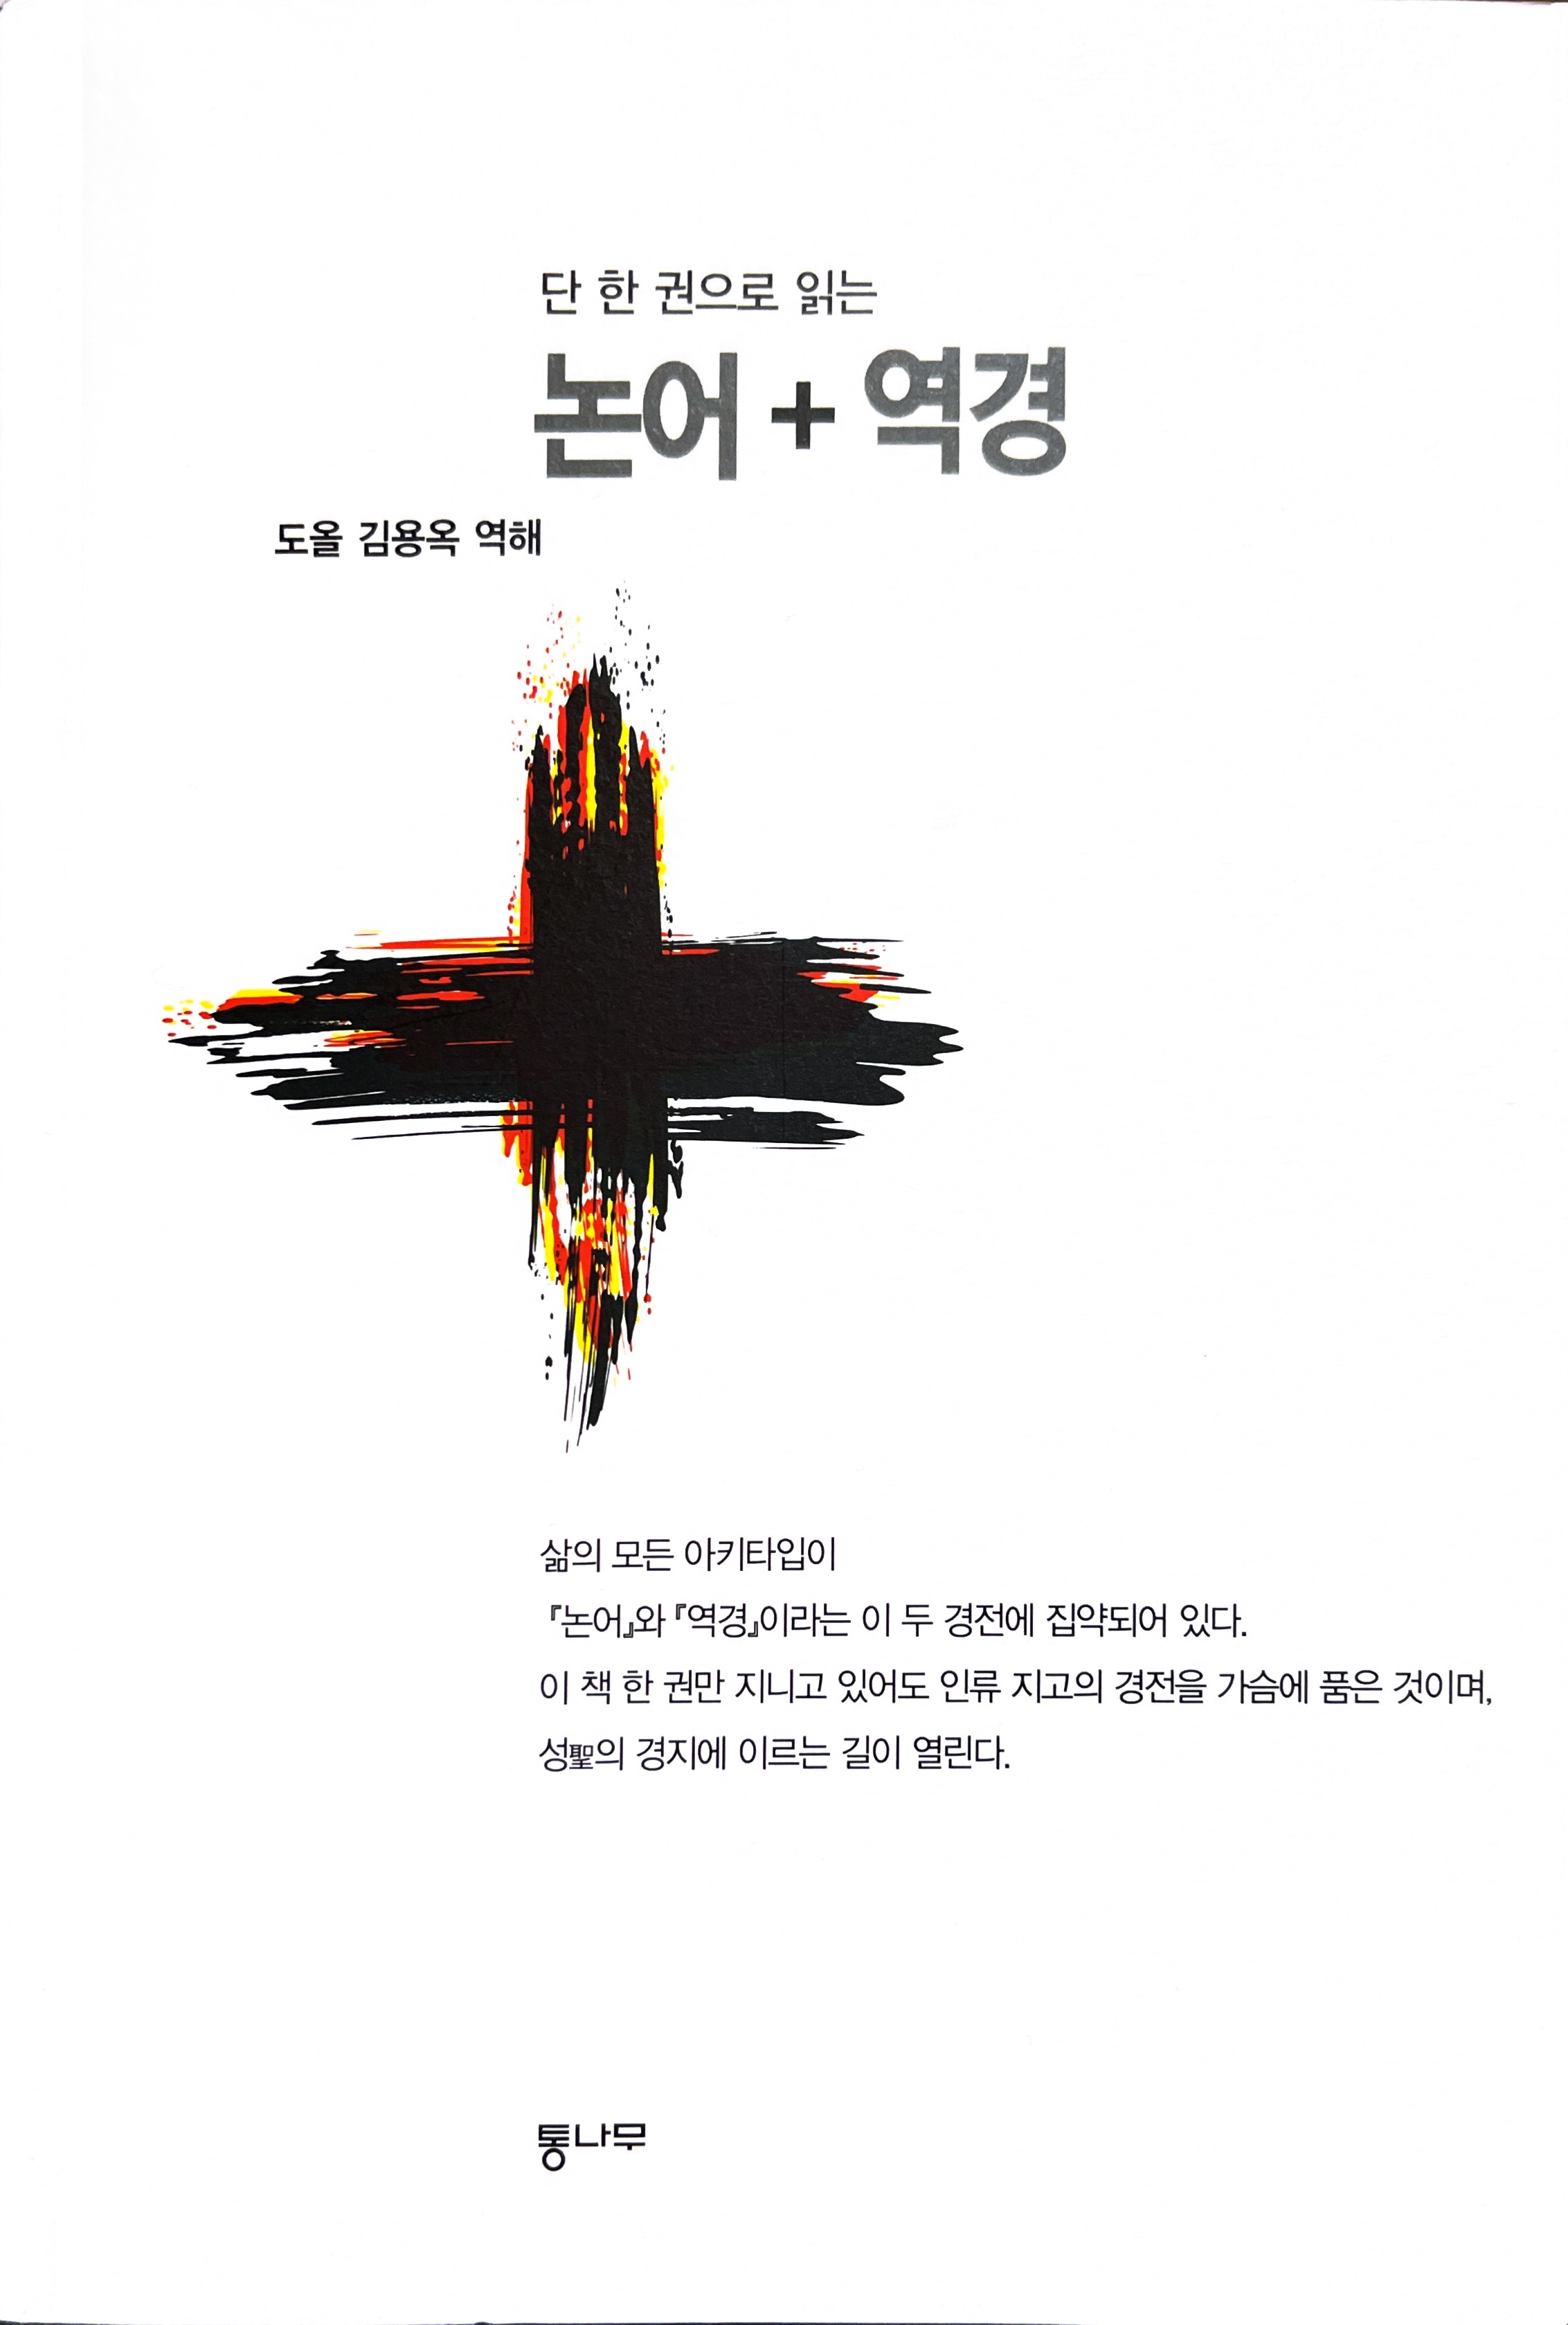 단 한 권으로 읽는
논어 + 역경
도올 김용옥 역해
삶의 모든 아키타입이
『논어』와 『역경』이라는 이 두 경전에 집약되어 있다.
이 책 한 권만 지니고 있어도 인류 지고의 경전을 가슴에 품은 것이며,
성聖의 경지에 이르는 길이 열린다.
통나무